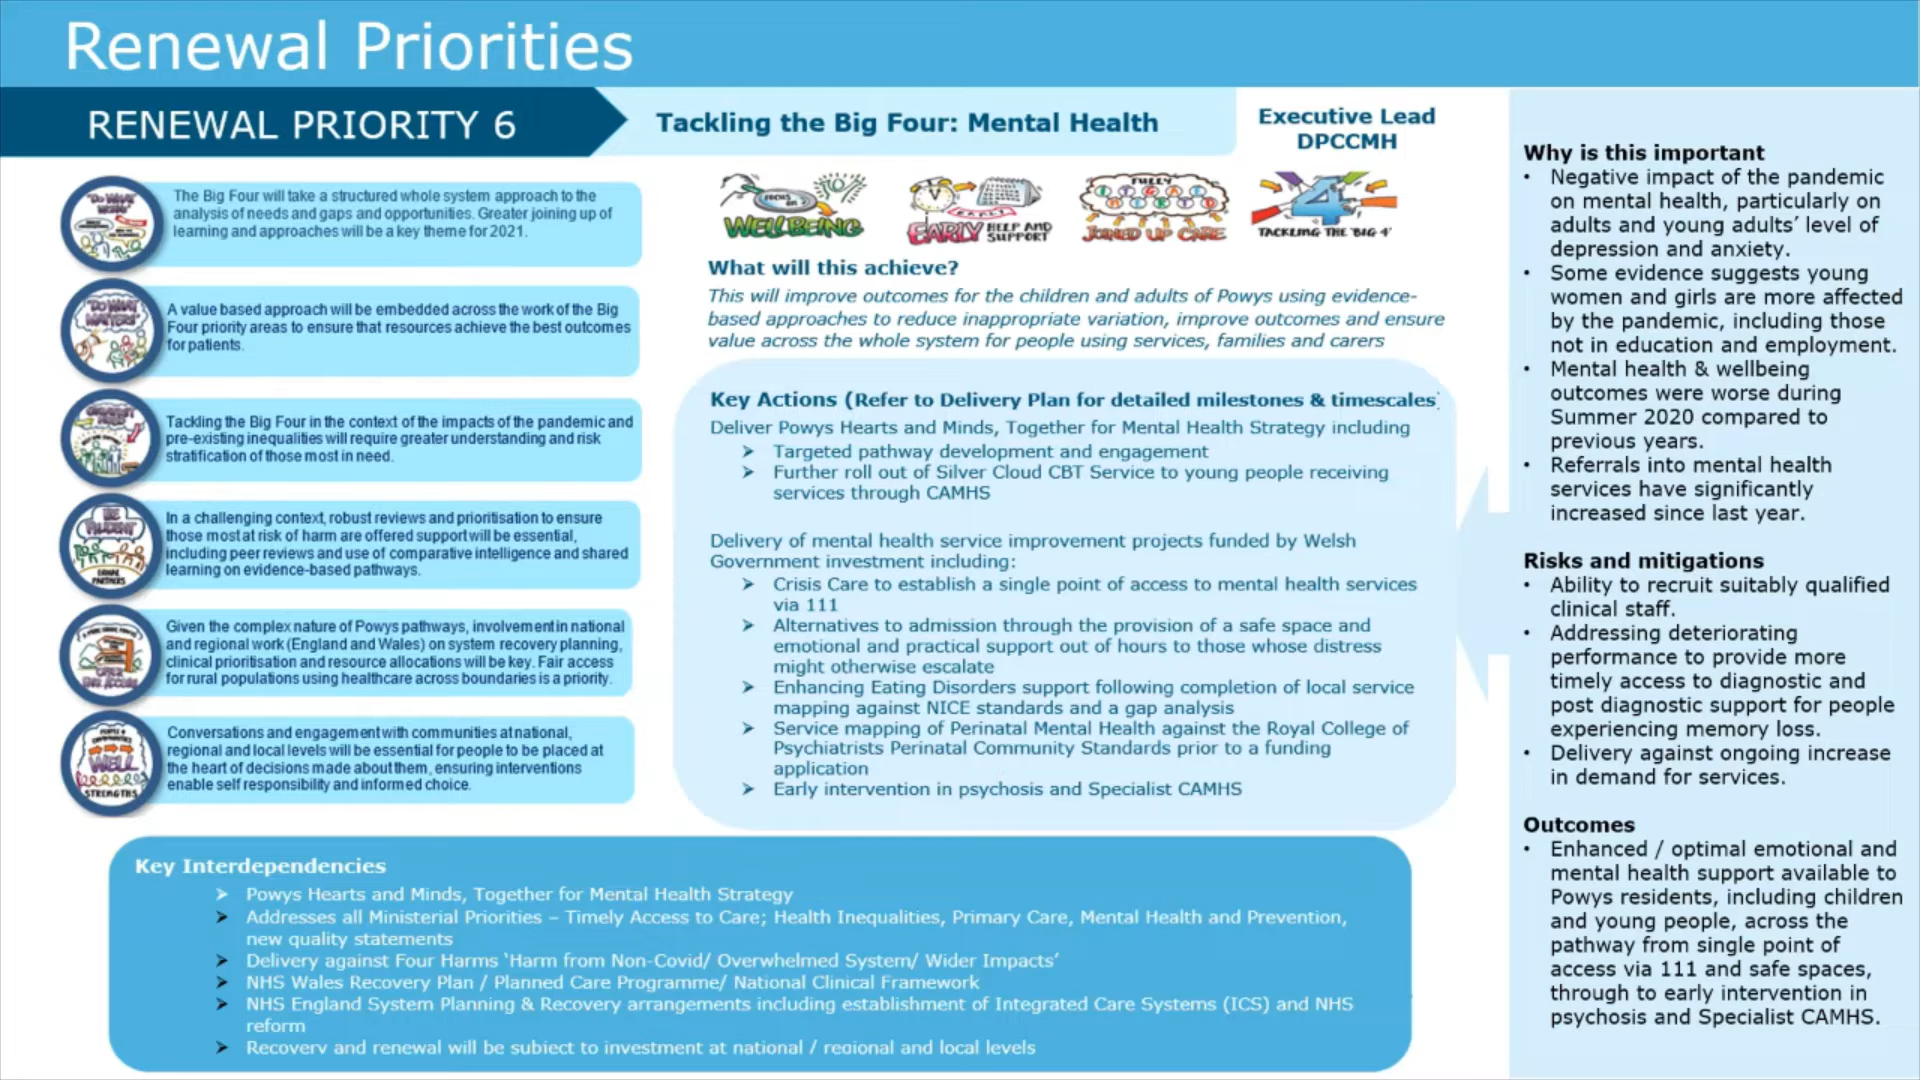 Renewal Priorities
RENEWAL PRIORITY 6
Tackling the Big Four: Mental Health
Executive Lead
DPCCMH
The Big Four will take a structured whole system approach to the
analysis of needs and gaps and opportunities. Greater joining up of
learning and approaches will be a key theme for 2021.
A value based approach will be embedded across the work of the Big
Four priority areas to ensure that resources achieve the best outcomes
for patients.
Tackling the Big Four in the context of the impacts of the pandemic and
pre-existing inequalities will require greater understanding and risk
stratification of those most in need.
In a challenging context, robust reviews and prioritisation to ensure
those most at risk of harm are offered support will be essential,
including peer reviews and use of comparative intelligence and shared
learning on evidence-based pathways.
Given the complex nature of Powys pathways, involvement in national
and regional work (England and Wales) on system recovery planning,
clinical prioritisation and resource allocations will be key. Fair access
for rural populations using healthcare across boundaries is a priority.
Conversations and engagement with communities at national,
regional and local levels will be essential for people to be placed at
the heart of decisions made about them, ensuring interventions
enable self responsibility and informed choice.
FOCUS ON
WELLBEING
EARLY HELP AND
SUPPORT
JOINED UP CARE
4
TACKLING THE 'BIG 4'
What will this achieve?
This will improve outcomes for the children and adults of Powys using evidence-
based approaches to reduce inappropriate variation, improve outcomes and ensure
value across the whole system for people using services, families and carers
Key Actions (Refer to Delivery Plan for detailed milestones & timescales)
Deliver Powys Hearts and Minds, Together for Mental Health Strategy including
➤ Targeted pathway development and engagement
➤ Further roll out of Silver Cloud CBT Service to young people receiving
services through CAMHS
Delivery of mental health service improvement projects funded by Welsh
Government investment including:
➤ Crisis Care to establish a single point of access to mental health services
via 111
➤ Alternatives to admission through the provision of a safe space and
emotional and practical support out of hours to those whose distress
might otherwise escalate
➤ Enhancing Eating Disorders support following completion of local service
mapping against NICE standards and a gap analysis
➤ Service mapping of Perinatal Mental Health against the Royal College of
Psychiatrists Perinatal Community Standards prior to a funding
application
➤ Early intervention in psychosis and Specialist CAMHS
Key Interdependencies
➤ Powys Hearts and Minds, Together for Mental Health Strategy
➤ Addresses all Ministerial Priorities – Timely Access to Care; Health Inequalities, Primary Care, Mental Health and Prevention,
new quality statements
➤ Delivery against Four Harms ‘Harm from Non-Covid/ Overwhelmed System/ Wider Impacts’
➤ NHS Wales Recovery Plan / Planned Care Programme/ National Clinical Framework
➤ NHS England System Planning & Recovery arrangements including establishment of Integrated Care Systems (ICS) and NHS
reform
➤ Recovery and renewal will be subject to investment at national / regional and local levels
Why is this important
• Negative impact of the pandemic
on mental health, particularly on
adults and young adults’ level of
depression and anxiety.
• Some evidence suggests young
women and girls are more affected
by the pandemic, including those
not in education and employment.
• Mental health & wellbeing
outcomes were worse during
Summer 2020 compared to
previous years.
• Referrals into mental health
services have significantly
increased since last year.
Risks and mitigations
• Ability to recruit suitably qualified
clinical staff.
• Addressing deteriorating
performance to provide more
timely access to diagnostic and
post diagnostic support for people
experiencing memory loss.
• Delivery against ongoing increase
in demand for services.
Outcomes
• Enhanced / optimal emotional and
mental health support available to
Powys residents, including children
and young people, across the
pathway from single point of
access via 111 and safe spaces,
through to early intervention in
psychosis and Specialist CAMHS.